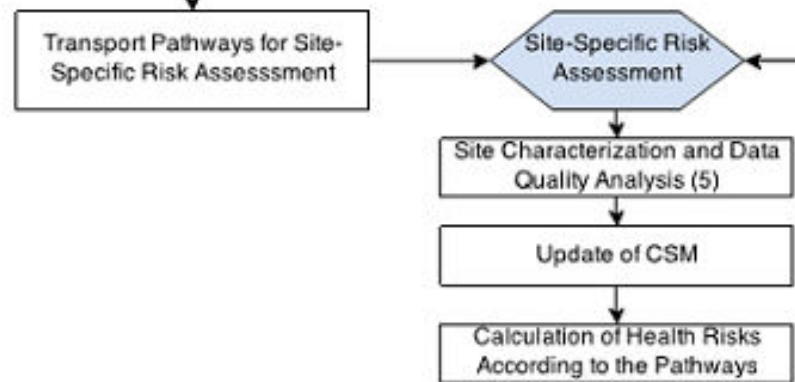 Transport Pathways for Site-
Specific Risk Assesssment
Site-Specific Risk
Assessment
Site Characterization and Data
Quality Analysis (5)
Update of CSM
Calculation of Health Risks
According to the Pathways